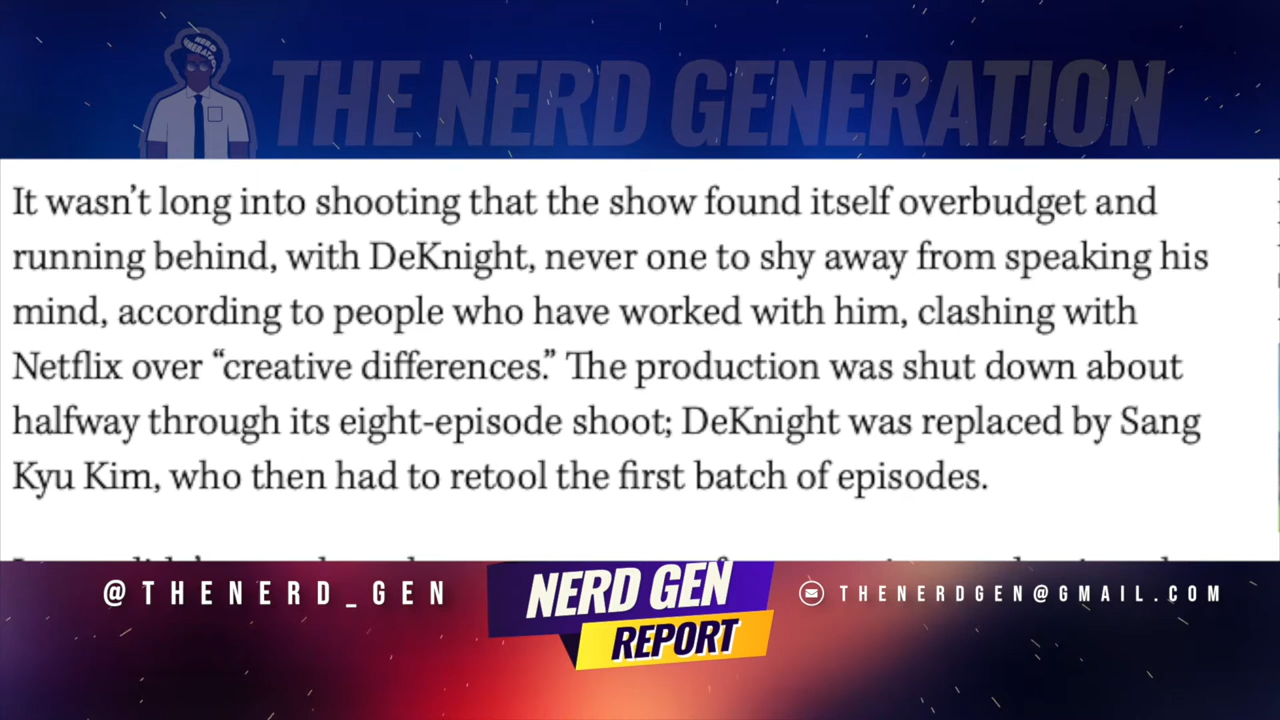 THE NERD GENERATION
It wasn’t long into shooting that the show found itself overbudget and
running behind, with DeKnight, never one to shy away from speaking his
mind, according to people who have worked with him, clashing with
Netflix over “creative differences.” The production was shut down about
halfway through its eight-episode shoot; DeKnight was replaced by Sang
Kyu Kim, who then had to retool the first batch of episodes.
@THENERD_GEN
NERD GEN
REPORT
THENERDGEN@GMAIL.COM